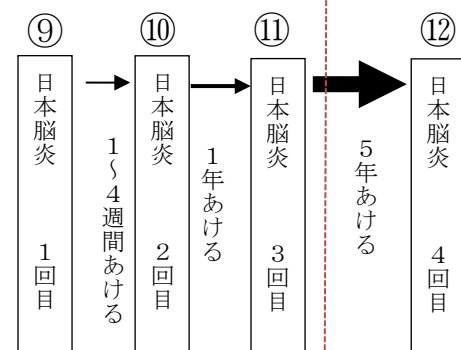 ⑨
日本脳炎　１回目
１～４週間あける
⑩
日本脳炎　２回目
１年あける
⑪
日本脳炎　３回目
５年あける
⑫
日本脳炎　４回目